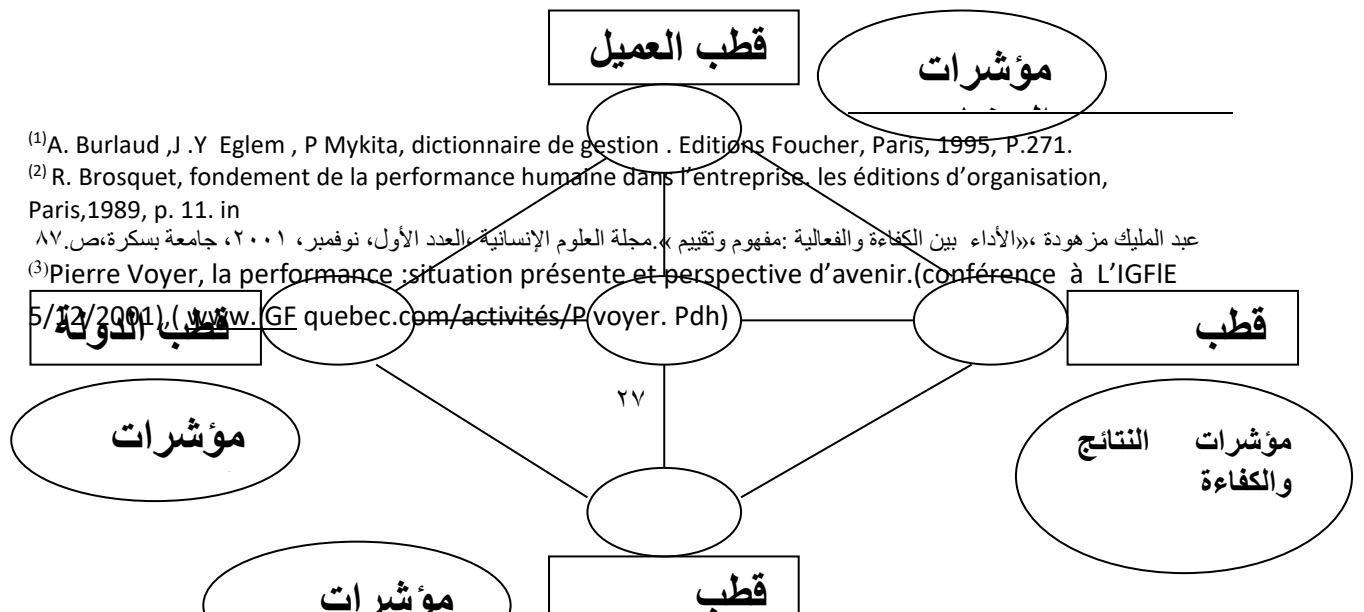 قطب العميل
مؤشرات
(1)A. Burlaud ,J .Y Eglem , P Mykita, dictionnaire de gestion . Editions Foucher, Paris, 1995, P.271.
(2) R. Brosquet, fondement de la performance humaine dans l'entreprise. les éditions d'organisation,
Paris,1989, p. 11. in
عبد المليك مزهودة ،«الأداء بين الكفاءة والفعالية :مفهوم وتقييم ».مجلة العلوم الإنسانية ،العدد الأول، نوفمبر، ٢٠٠١، جامعة بسكرة،ص.٨٧
(3)Pierre Voyer, la performance :situation présente et perspective d'avenir.(conférence à L'IGFlE
5/12/2001),( www. IGF quebec.com/activités/P voyer. Pdh)
قطب الدولة
قطب
٢٧
مؤشرات
مؤشرات النتائج
والكفاءة
قطب
مؤشرات